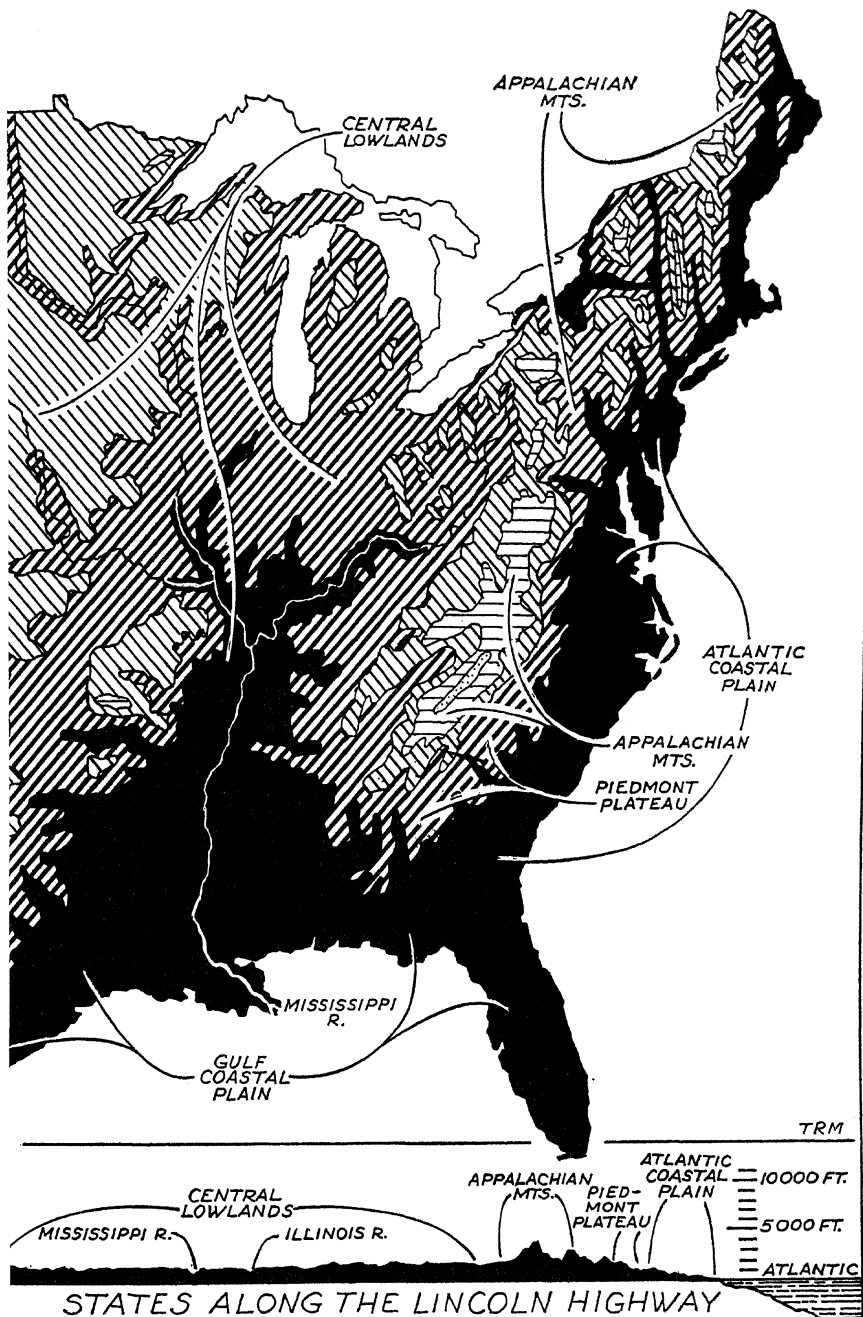 APPALACHIAN
MTS.
CENTRAL
LOWLANDS
ATLANTIC
COASTAL
PLAIN
APPALACHIAN
MTS.
PIEDMONT
PLATEAU
MISSISSIPPI
R.
GULF
COASTAL
PLAIN
TRM
CENTRAL
LOWLANDS
MISSISSIPPI R.
ILLINOIS R.
APPALACHIAN
MTS.
PIED-
MONT
PLATEAU
ATLANTIC
COASTAL
PLAIN
10000 FT.
5000 FT.
ATLANTIC
STATES ALONG THE LINCOLN HIGHWAY